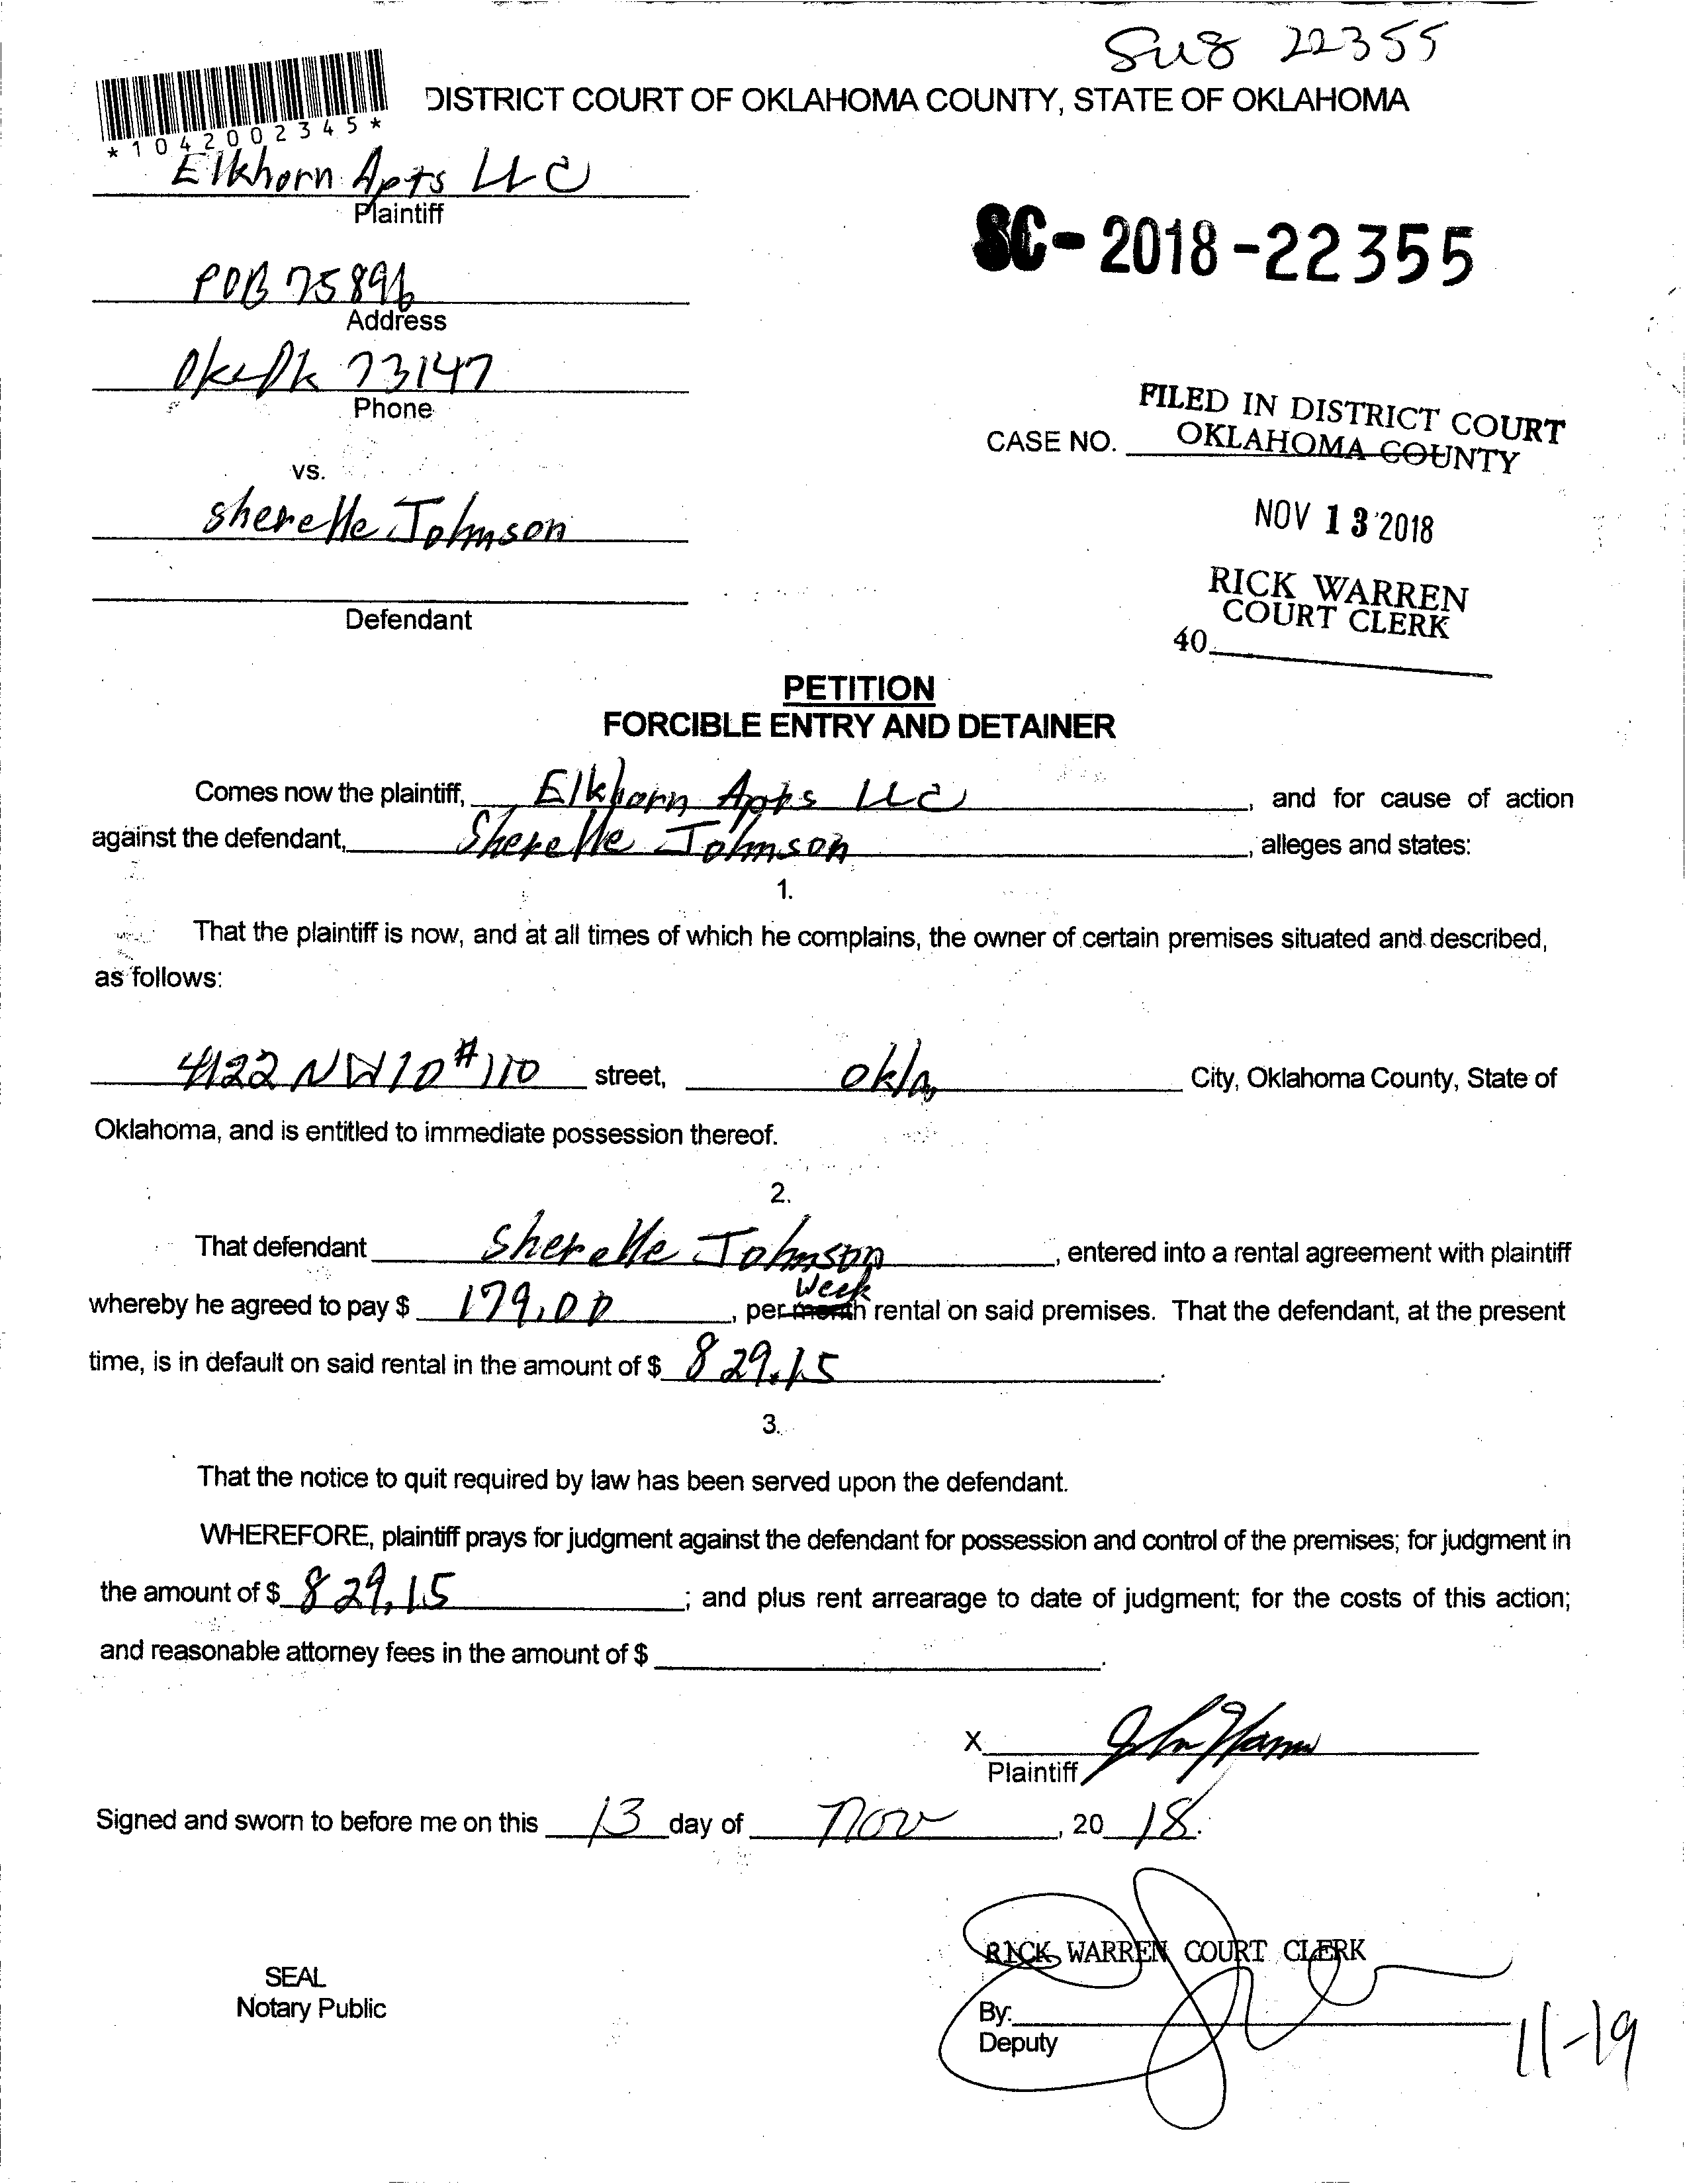 Su8 22355
DISTRICT COURT OF OKLAHOMA COUNTY, STATE OF OKLAHOMA
*1042002345*
Elkhorn Apts LLC
Plaintiff
SC-2018-22355
POB 75896
Address
Ok 73147
Phone
FILED IN DISTRICT COURT
CASE NO. OKLAHOMA COUNTY
vs.
Sherelle Johnson
NOV 13 2018
RICK WARREN
COURT CLERK
Defendant
40
PETITION
FORCIBLE ENTRY AND DETAINER
Comes now the plaintiff, Elkhorn Apts LLC, and for cause of action
against the defendant, Sherelle Johnson, alleges and states:
1.
That the plaintiff is now, and at all times of which he complains, the owner of certain premises situated and described,
as follows:
4122 NW 10 #110 street, okla, City, Oklahoma County, State of
Oklahoma, and is entitled to immediate possession thereof.
2.
That defendant Sherelle Johnson, entered into a rental agreement with plaintiff
Week
whereby he agreed to pay $ 179.00, per month rental on said premises. That the defendant, at the present
time, is in default on said rental in the amount of $ 829.15.
3.
That the notice to quit required by law has been served upon the defendant.
WHEREFORE, plaintiff prays for judgment against the defendant for possession and control of the premises; for judgment in
the amount of $ 829.15; and plus rent arrearage to date of judgment; for the costs of this action;
and reasonable attorney fees in the amount of $.
X
Plaintiff
Signed and sworn to before me on this 13 day of Nov, 20 18.
RICK WARREN COURT CLERK
SEAL
Notary Public
By:
Deputy
11-19